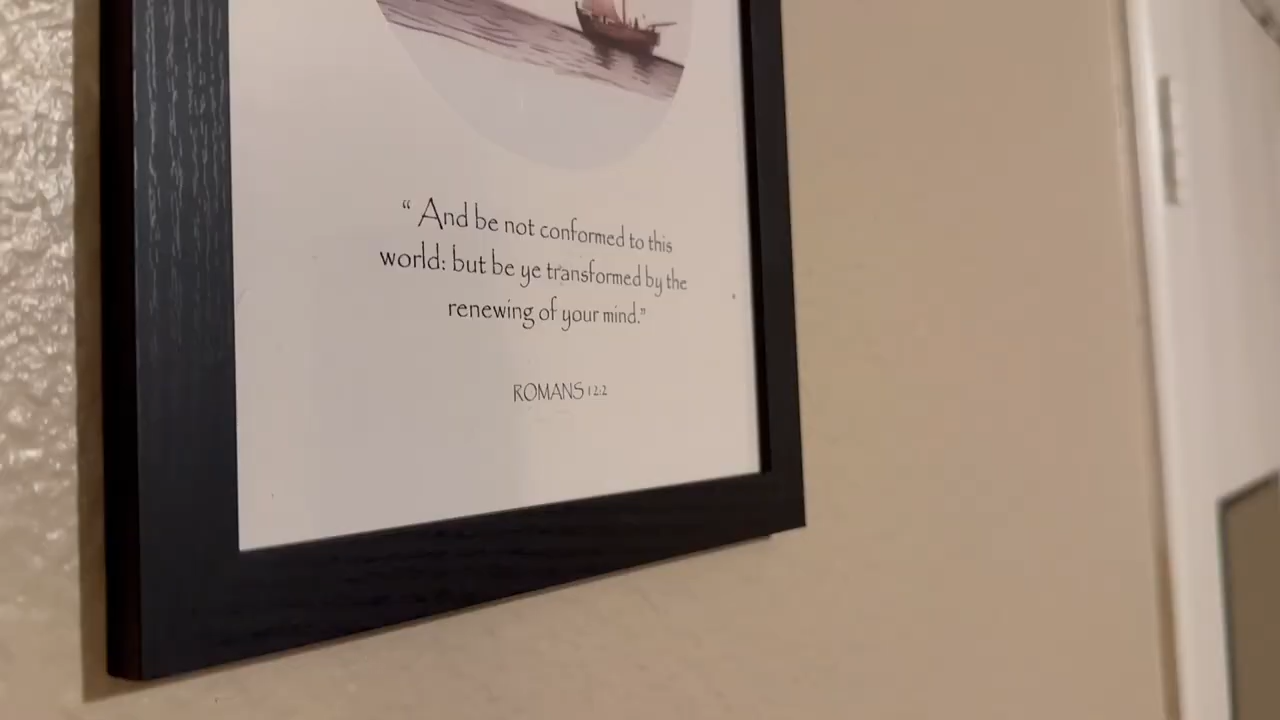 “ And be not conformed to this
world: but be ye transformed by the
renewing of your mind.”
ROMANS 12:2